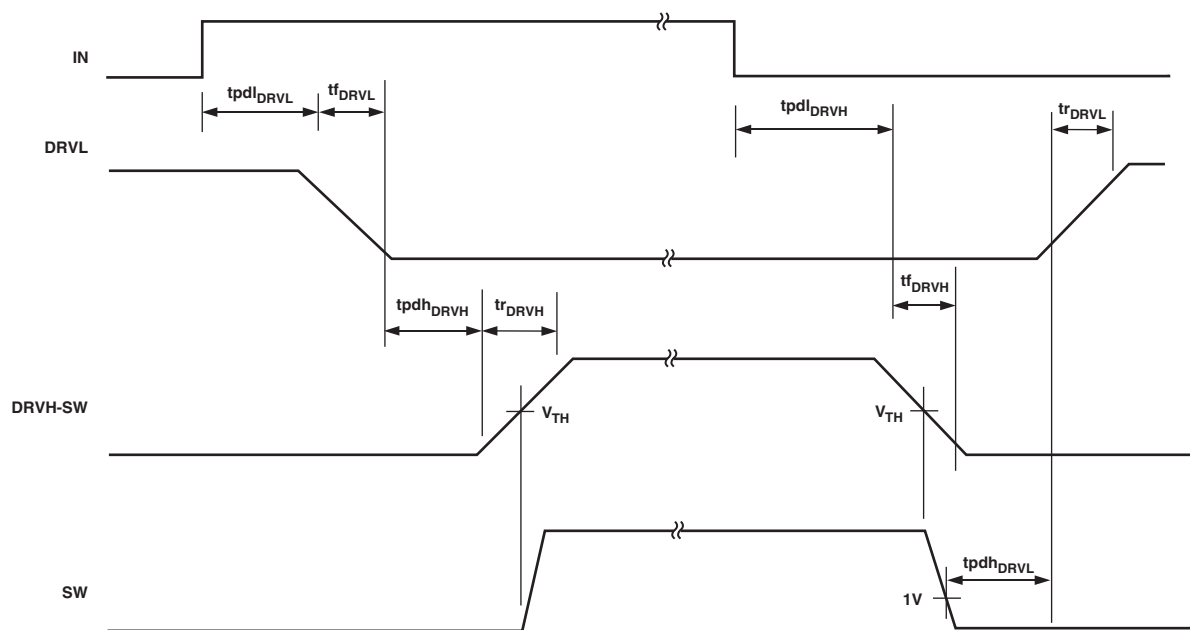 IN
tpdlDRVL
tfDRVL
tpdlDRVH
trDRVL
DRVL
tpdhDRVH
trDRVH
tfDRVH
DRVH-SW
VTH
VTH
SW
1V
tpdhDRVL